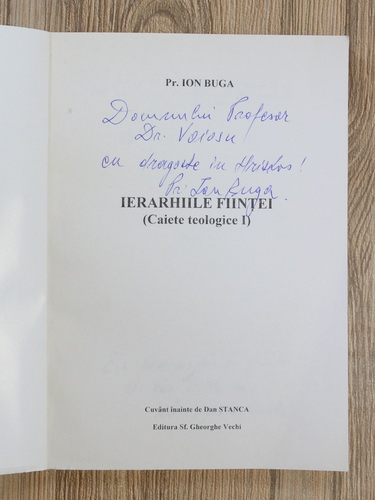 Pr. ION BUGA
Domnului Profesor
Dr. Voiosu
cu dragoste in Hristos!
Pr. Ion Buga
IERARHIILE FIINȚEI
(Caiete teologice I)
Cuvânt înainte de Dan STANCA
Editura Sf. Gheorghe Vechi